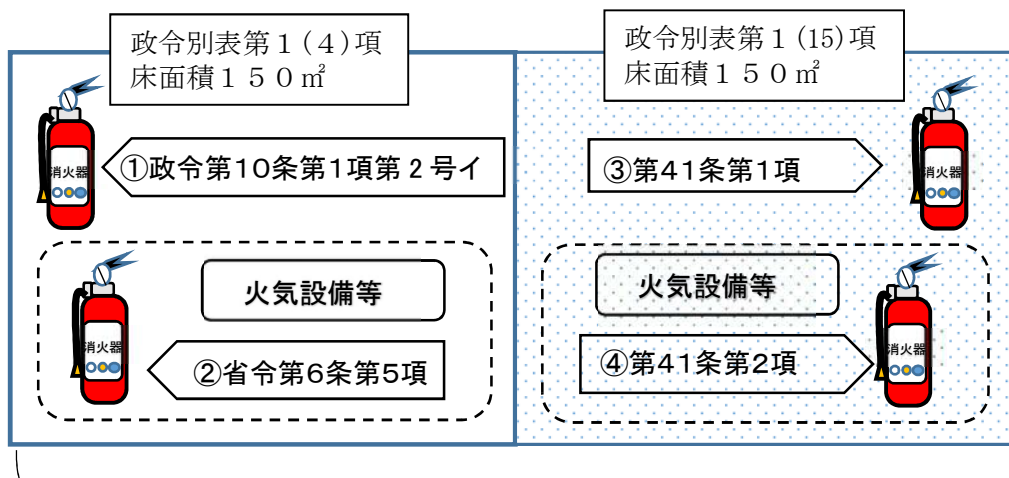 政令別表第１(４)項
床面積１５０㎡
政令別表第１(15)項
床面積１５０㎡
消火器
①政令第10条第1項第２号イ
③第41条第1項
消火器
火気設備等
火気設備等
消火器
②省令第6条第5項
④第41条第2項
消火器